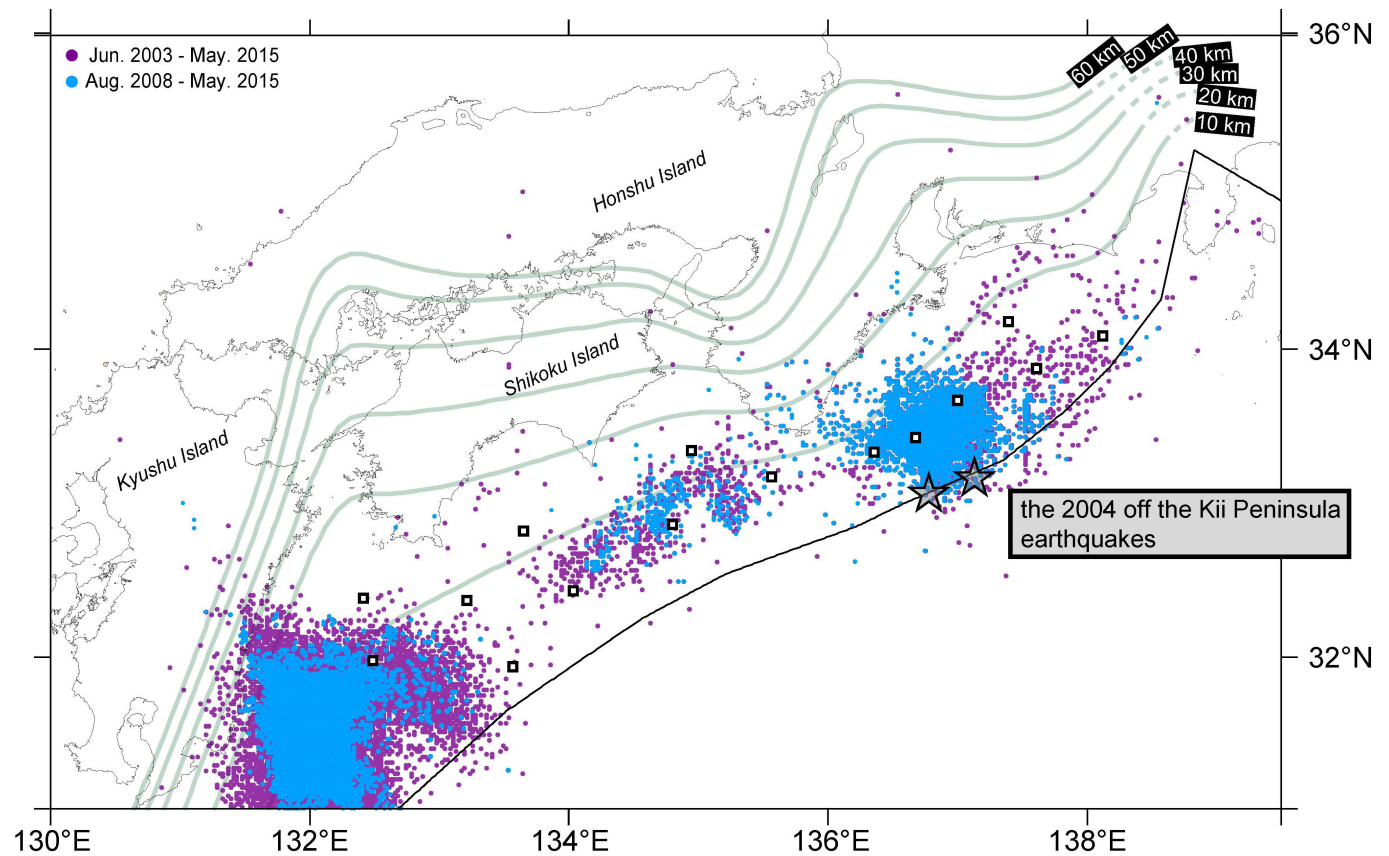 Jun. 2003 - May. 2015
Aug. 2008 - May. 2015
60 km
50 km
40 km
30 km
20 km
10 km
36°N
34°N
32°N
Honshu Island
Shikoku Island
Kyushu Island
the 2004 off the Kii Peninsula
earthquakes
130°E
132°E
134°E
136°E
138°E